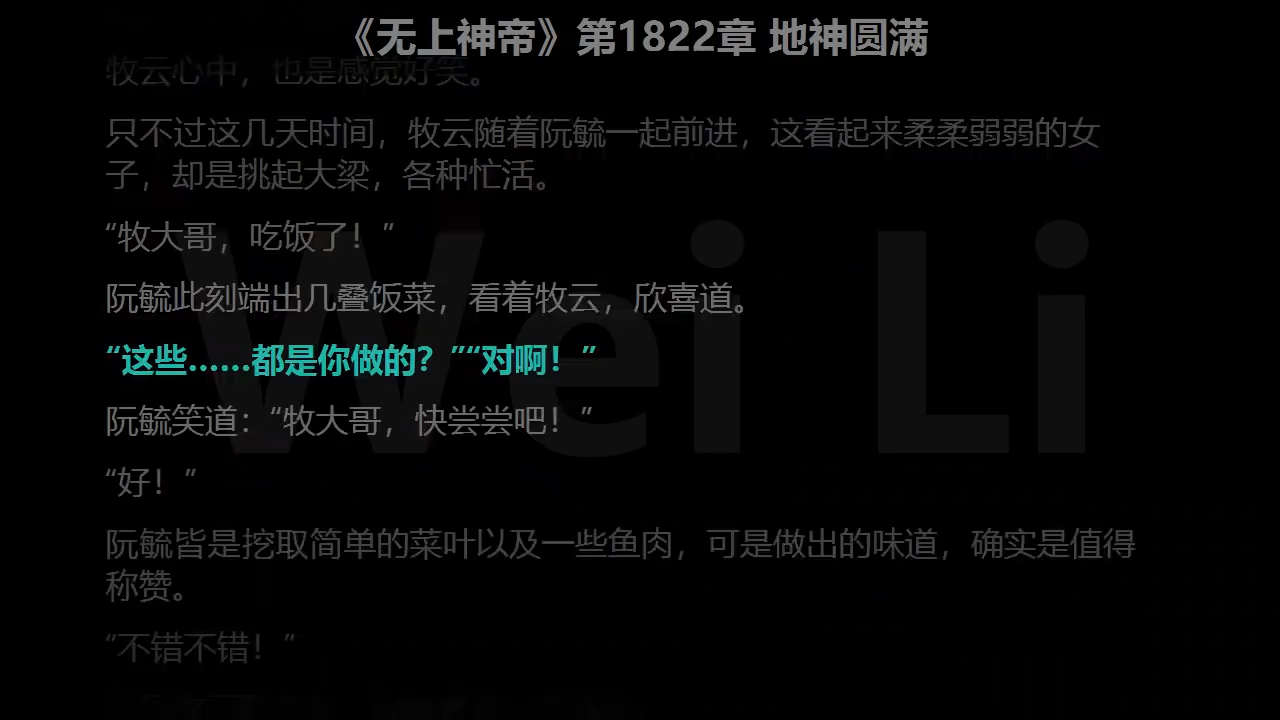 《无上神帝》第1822章 地神圆满
牧云心中，也是感觉好笑。
只不过这几天时间，牧云随着阮毓一起前进，这看起来柔柔弱弱的女
子，却是挑起大梁，各种忙活。
“牧大哥，吃饭了！”
阮毓此刻端出几叠饭菜，看着牧云，欣喜道。
“这些......都是你做的？”“对啊！”
阮毓笑道：“牧大哥，快尝尝吧！”
“好！”
阮毓皆是挖取简单的菜叶以及一些鱼肉，可是做出的味道，确实是值得
称赞。
“不错不错！”
Wei Li